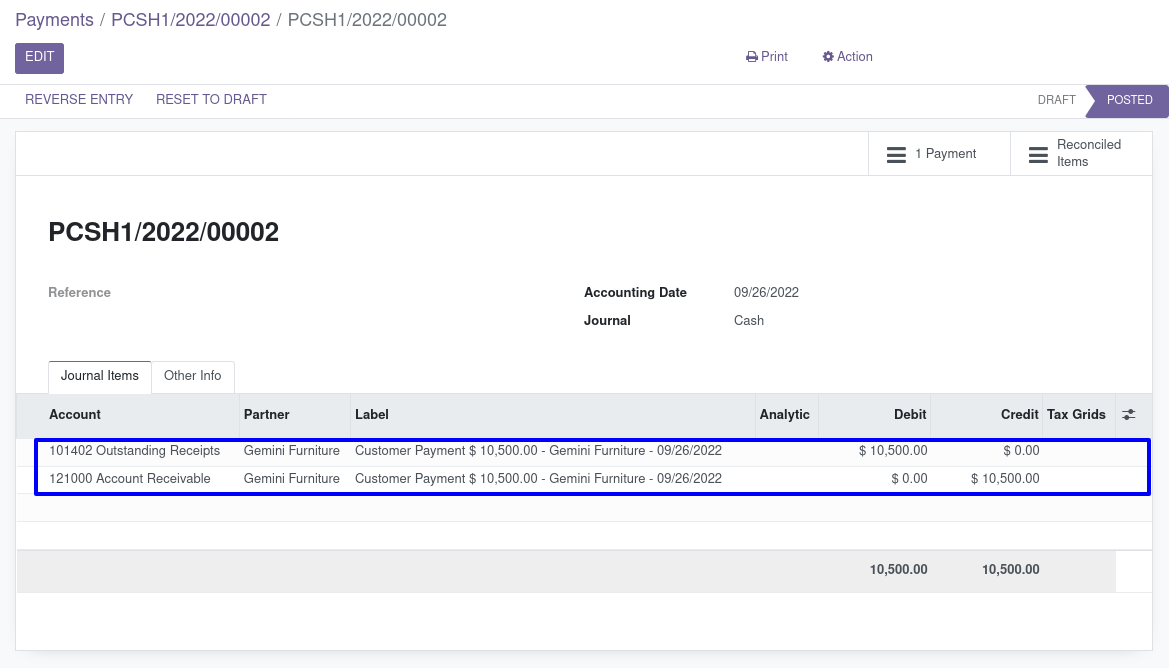 Payments / PCSH1/2022/00002 / PCSH1/2022/00002
EDIT Print Action
REVERSE ENTRY RESET TO DRAFT DRAFT POSTED
1 Payment Reconciled Items
PCSH1/2022/00002
Reference Accounting Date 09/26/2022
Journal Cash
Journal Items Other Info
Account Partner Label Analytic Debit Credit Tax Grids
101402 Outstanding Receipts Gemini Furniture Customer Payment $ 10,500.00 - Gemini Furniture - 09/26/2022 $ 10,500.00 $ 0.00
121000 Account Receivable Gemini Furniture Customer Payment $ 10,500.00 - Gemini Furniture - 09/26/2022 $ 0.00 $ 10,500.00
10,500.00 10,500.00